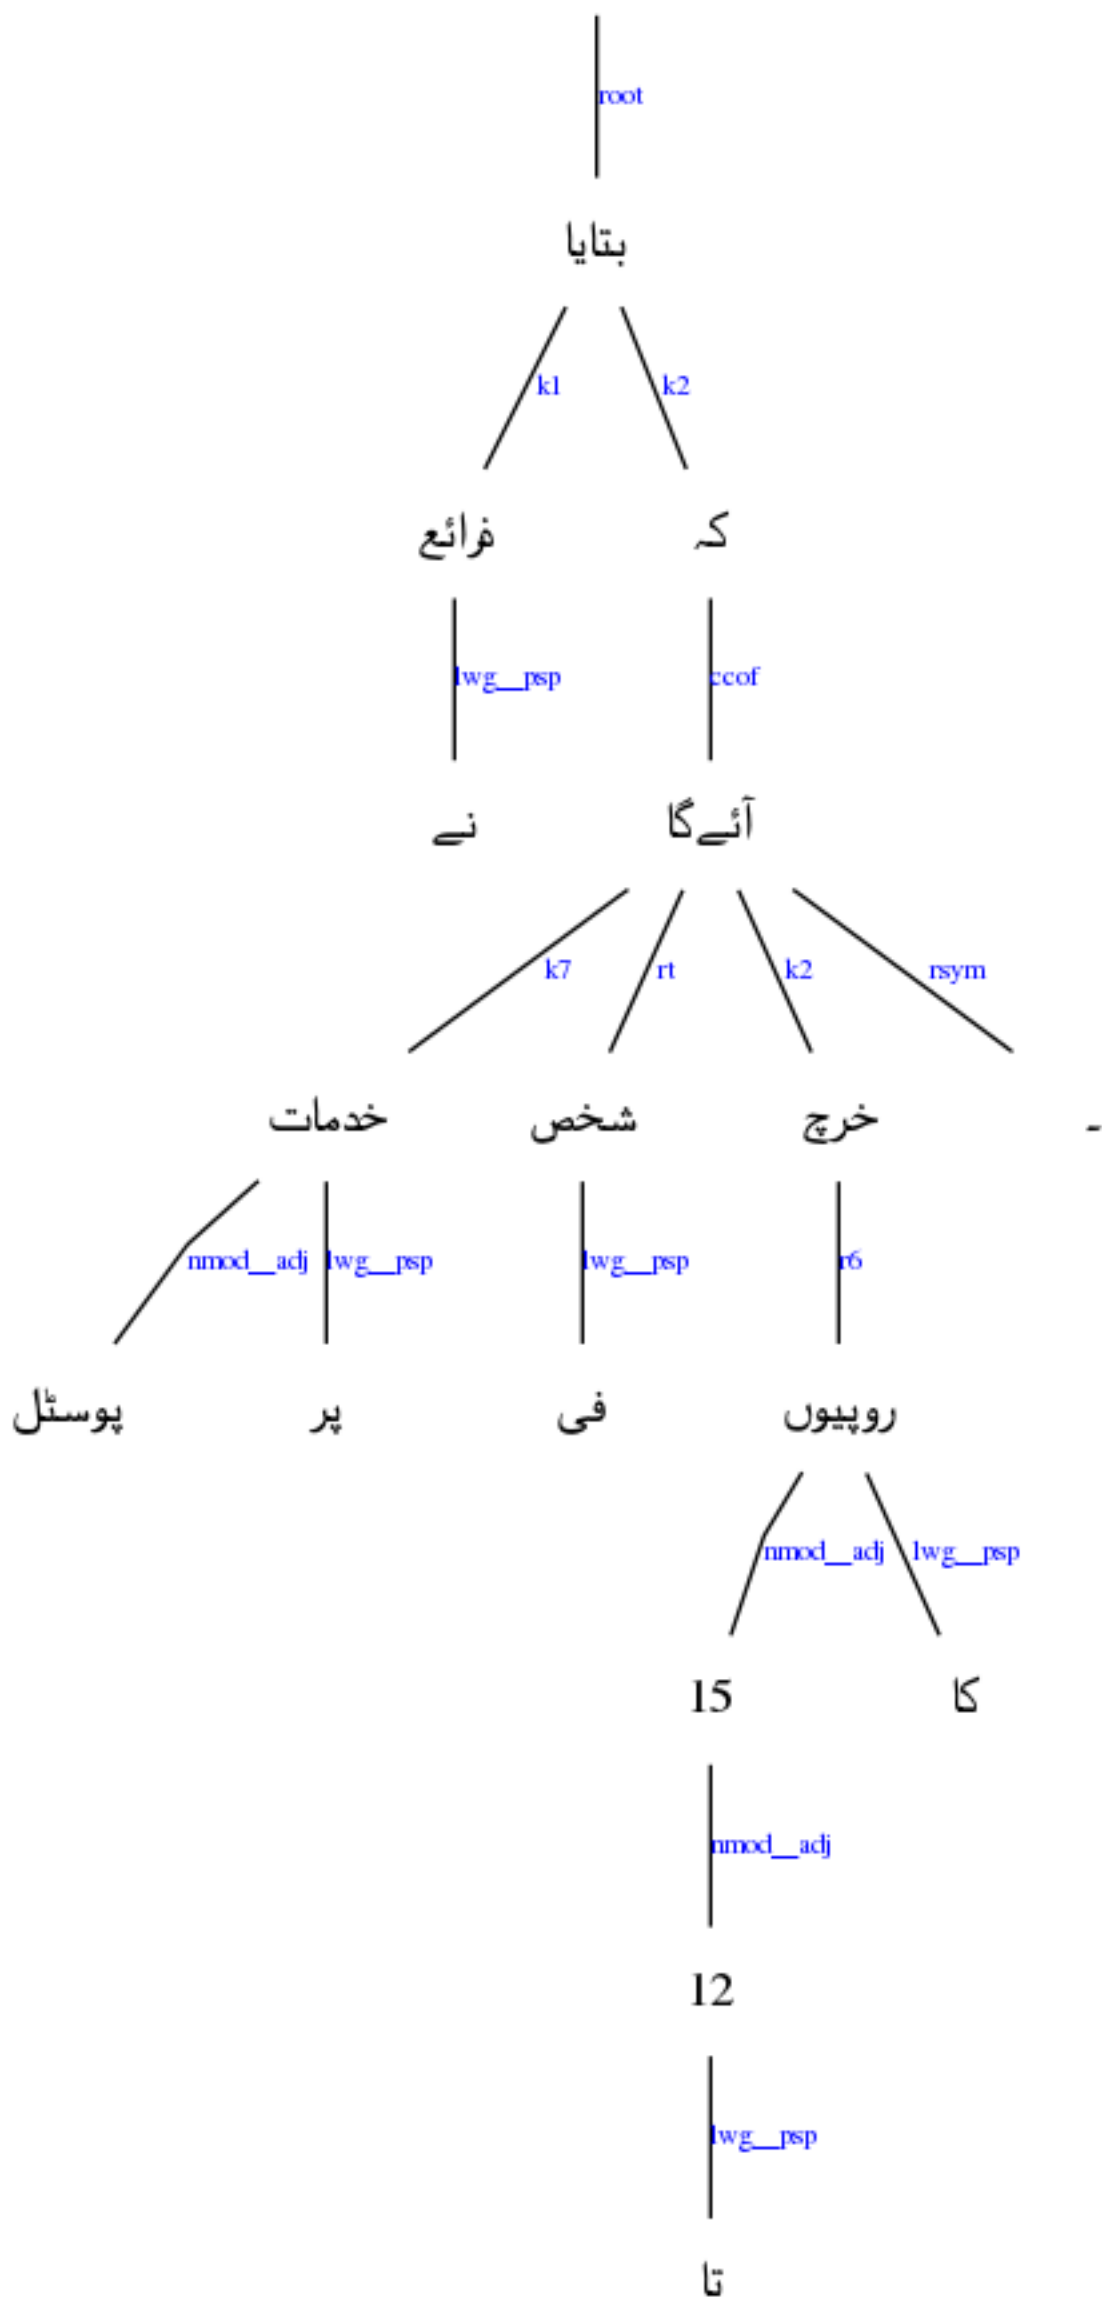 root
بتایا
k1 k2
ذرائع کہ
lwg__psp ccof
نے آئےگا
k7 rt k2 rsym
خدمات شخص خرچ ۔
nmod__adj lwg__psp lwg__psp r6
پوسٹل پر فی روپیوں
nmod__adj lwg__psp
15 کا
nmod__adj
12
lwg__psp
تا